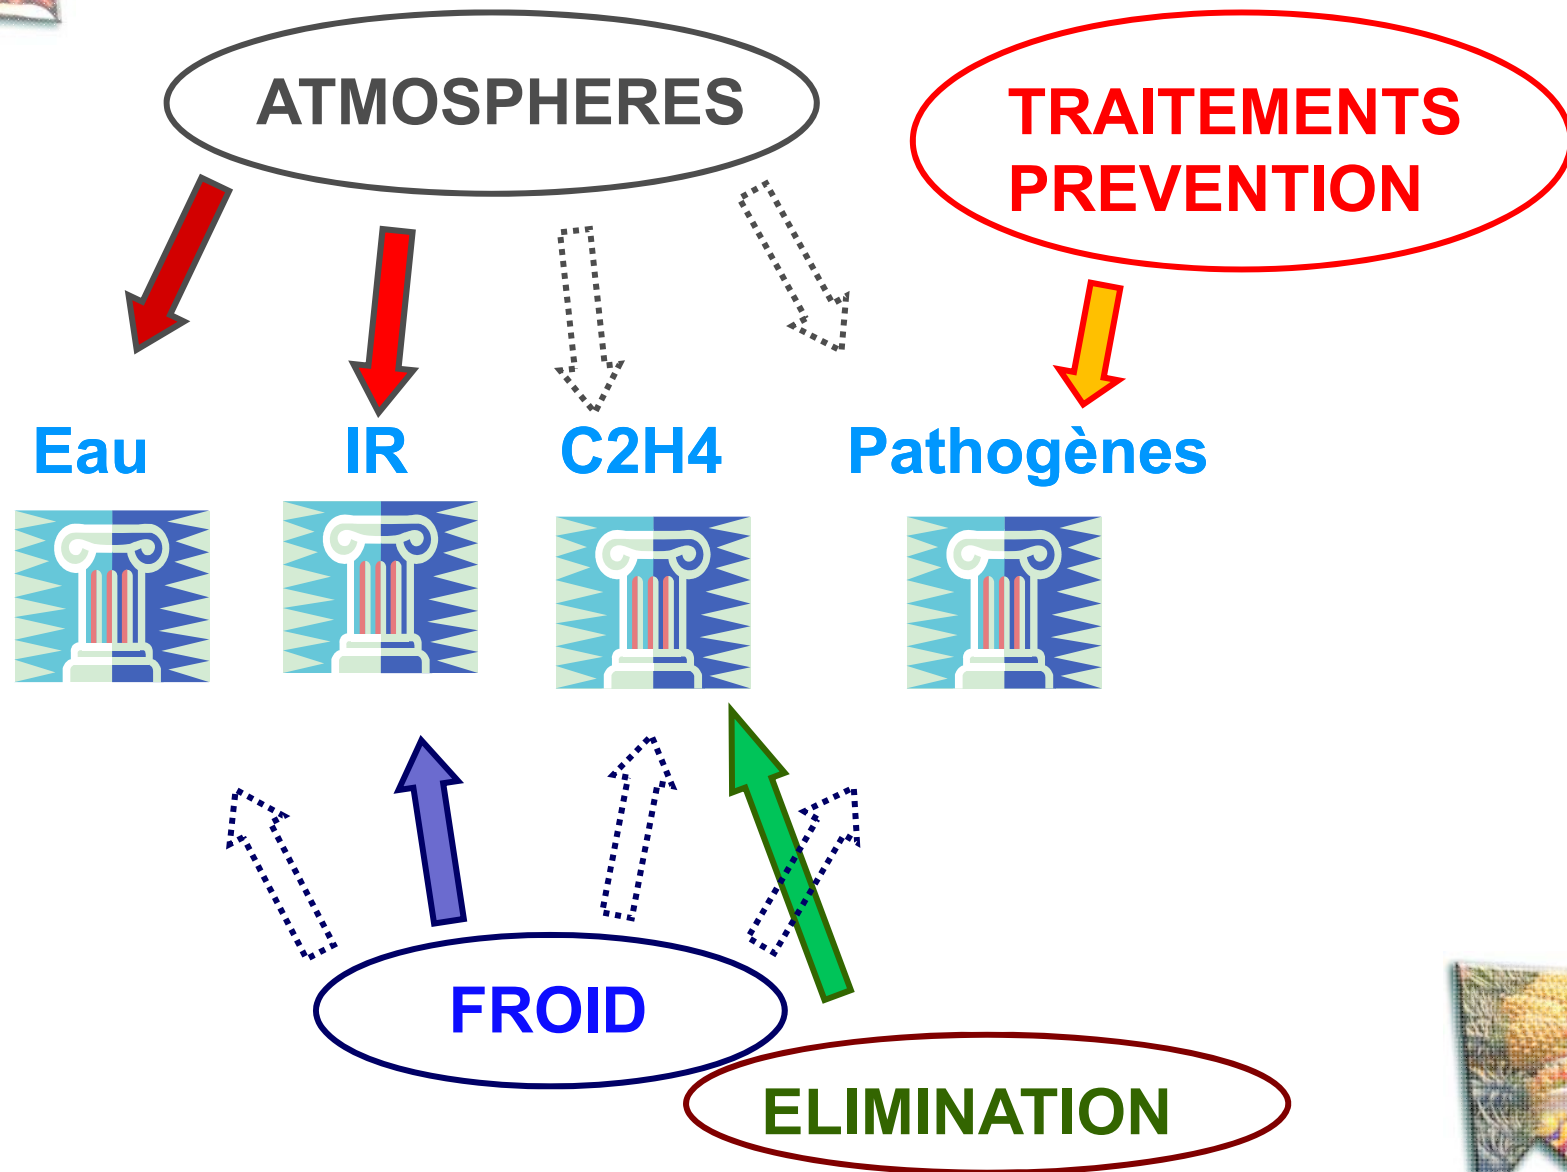 ATMOSPHERES
TRAITEMENTS
PREVENTION
Eau
IR
C2H4
Pathogènes
FROID
ELIMINATION